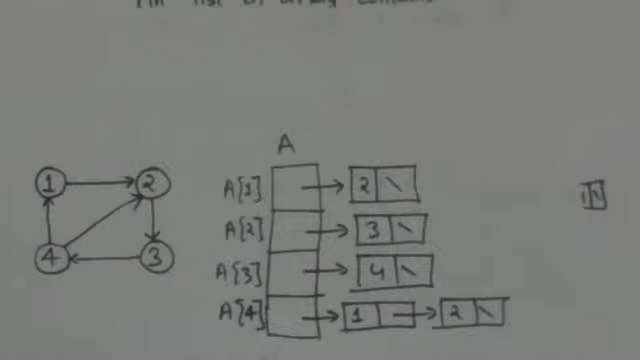 A
1 2
A[1] 2 \
A[2] 3 \
4 3
A[3] 4 \
A[4] 1 2 \